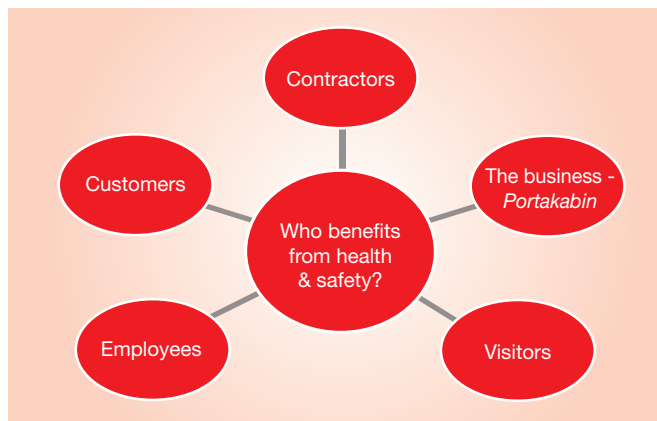 Contractors
Customers
The business -
Portakabin
Who benefits
from health
& safety?
Employees
Visitors